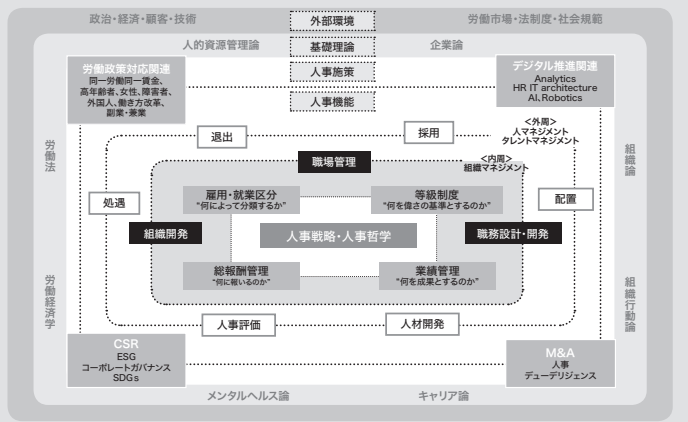 政治・経済・顧客・技術
外部環境
労働市場・法制度・社会規範
人的資源管理論
基礎理論
企業論
労働政策対応関連
同一労働同一賃金、
高年齢者、女性、障害者、
外国人、働き方改革、
副業・兼業
人事施策
人事機能
デジタル推進関連
Analytics
HR IT architecture
AI、Robotics
労働法
退出
採用
＜外周＞
人マネジメント
タレントマネジメント
組織論
職場管理
＜内周＞
組織マネジメント
処遇
雇用・就業区分
“何によって分類するか”
等級制度
“何を偉さの基準とするのか”
配置
組織開発
人事戦略・人事哲学
職務設計・開発
総報酬管理
“何に報いるのか”
業績管理
“何を成果とするのか”
労働経済学
人事評価
人材開発
組織行動論
CSR
ESG
コーポレートガバナンス
SDGs
M&A
人事
デューデリジェンス
メンタルヘルス論
キャリア論